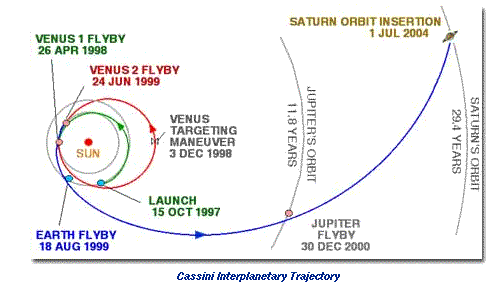 VENUS 1 FLYBY
26 APR 1998
VENUS 2 FLYBY
24 JUN 1999
SATURN ORBIT INSERTION
1 JUL 2004
VENUS
TARGETING
MANEUVER
3 DEC 1998
SUN
JUPITER'S ORBIT
11.8 YEARS
SATURN'S ORBIT
29.4 YEARS
LAUNCH
15 OCT 1997
EARTH FLYBY
18 AUG 1999
JUPITER
FLYBY
30 DEC 2000
Cassini Interplanetary Trajectory